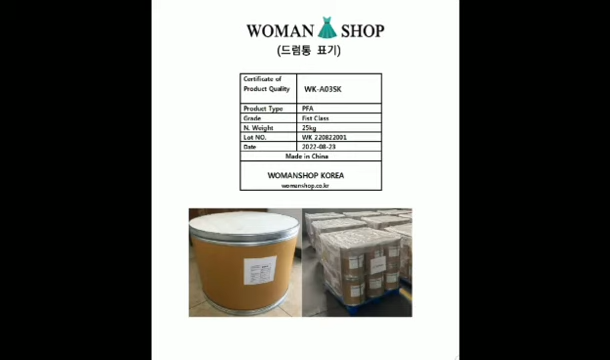 WOMAN SHOP
(드럼통 표기)
Certificate of
Product Quality WK-A03SK
Product Type PFA
Grade Fist Class
N. Weight 25kg
Lot NO. WK 220822001
Date 2022-08-23
Made in China
WOMANSHOP KOREA
womanshop.co.kr